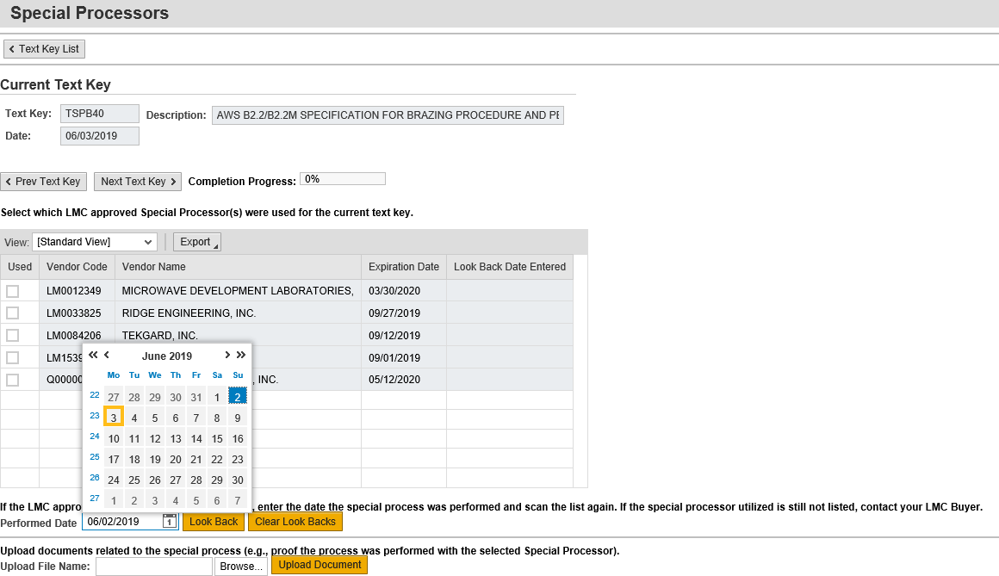 Special Processors
Text Key List
Current Text Key
Text Key: TSPB40 Description: AWS B2.2/B2.2M SPECIFICATION FOR BRAZING PROCEDURE AND PE
Date: 06/03/2019
Prev Text Key Next Text Key Completion Progress: 0%
Select which LMC approved Special Processor(s) were used for the current text key.
View: [Standard View] Export
Used Vendor Code Vendor Name Expiration Date Look Back Date Entered
LM0012349 MICROWAVE DEVELOPMENT LABORATORIES, 03/30/2020
LM0033825 RIDGE ENGINEERING, INC. 09/27/2019
LM0084206 TEKGARD, INC. 09/12/2019
LM1539 09/01/2019
Q00000 , INC. 05/12/2020
June 2019
Mo Tu We Th Fr Sa Su
22 27 28 29 30 31 1 2
23 3 4 5 6 7 8 9
24 10 11 12 13 14 15 16
25 17 18 19 20 21 22 23
26 24 25 26 27 28 29 30
27 1 2 3 4 5 6 7
If the LMC appro , enter the date the special process was performed and scan the list again. If the special processor utilized is still not listed, contact your LMC Buyer.
Performed Date 06/02/2019 1 Look Back Clear Look Backs
Upload documents related to the special process (e.g., proof the process was performed with the selected Special Processor).
Upload File Name: Browse... Upload Document